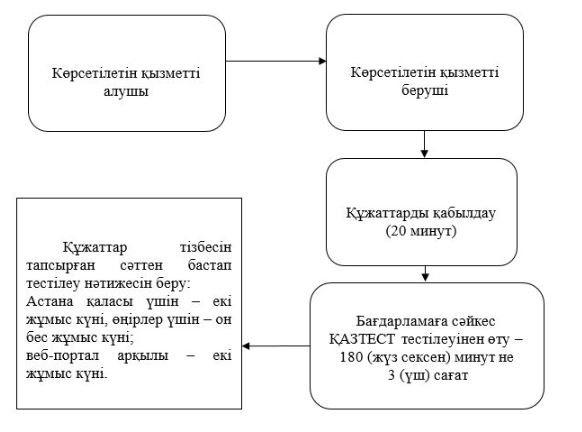 Көрсетілетін қызметті
алушы
Көрсетілетін қызметті
беруші
Құжаттарды қабылдау
(20 минут)
Бағдарламаға сәйкес
ҚАЗТЕСТ тестілеуінен өту –
180 (жүз сексен) минут не
3 (үш) сағат
Құжаттар тізбесін
тапсырған сәттен бастап
тестілеу нәтижесін беру:
Астана қаласы үшін – екі
жұмыс күні, өңірлер үшін – он
бес жұмыс күні;
веб-портал арқылы – екі
жұмыс күні.